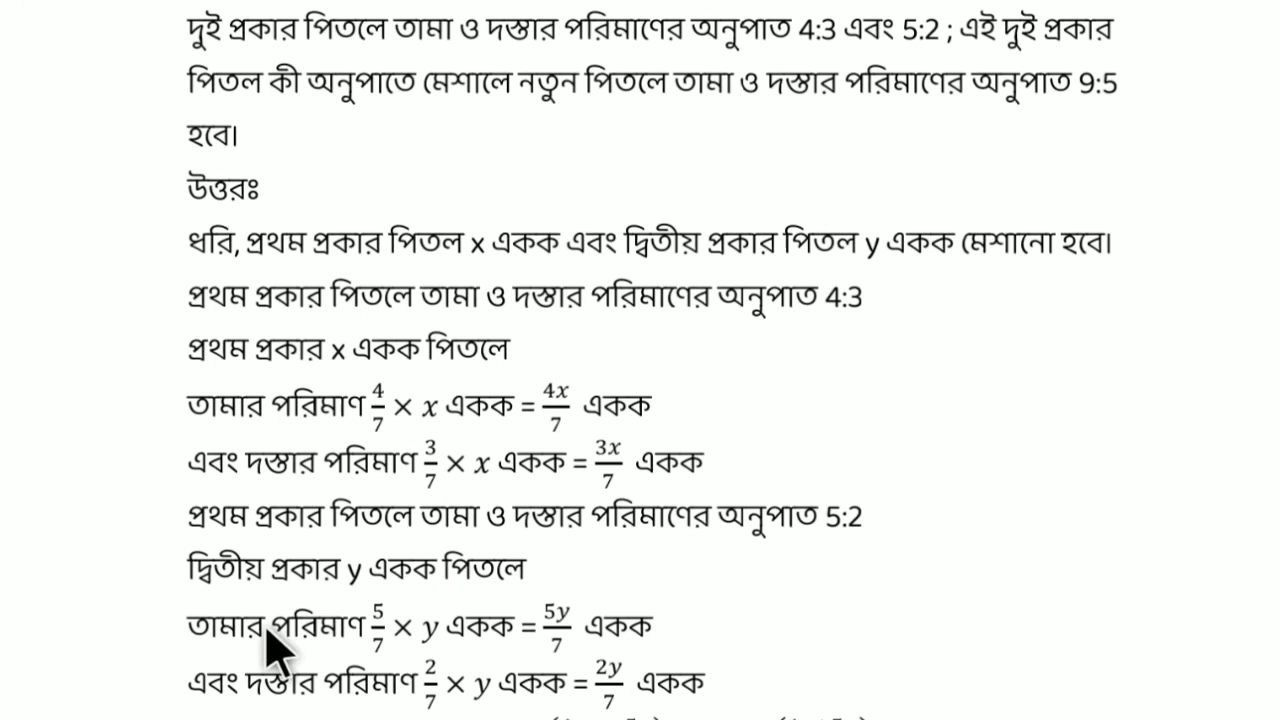 দুই প্রকার পিতলে তামা ও দস্তার পরিমাণের অনুপাত 4:3 এবং 5:2 ; এই দুই প্রকার
পিতল কী অনুপাতে মেশালে নতুন পিতলে তামা ও দস্তার পরিমাণের অনুপাত 9:5
হবে।
উত্তরঃ
ধরি, প্রথম প্রকার পিতল x একক এবং দ্বিতীয় প্রকার পিতল y একক মেশানো হবে।
প্রথম প্রকার পিতলে তামা ও দস্তার পরিমাণের অনুপাত 4:3
প্রথম প্রকার x একক পিতলে
তামার পরিমাণ 4/7 × x একক = 4x/7 একক
এবং দস্তার পরিমাণ 3/7 × x একক = 3x/7 একক
প্রথম প্রকার পিতলে তামা ও দস্তার পরিমাণের অনুপাত 5:2
দ্বিতীয় প্রকার y একক পিতলে
তামার পরিমাণ 5/7 × y একক = 5y/7 একক
এবং দস্তার পরিমাণ 2/7 × y একক = 2y/7 একক